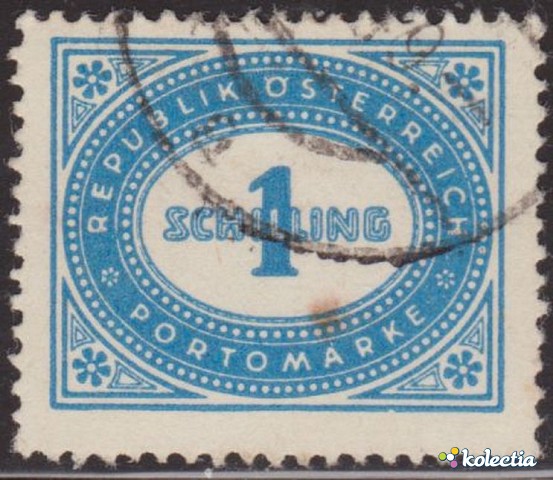 REPUBLIK ÖSTERREICH
1
SCHILLING
PORTOMARKE
kolectia